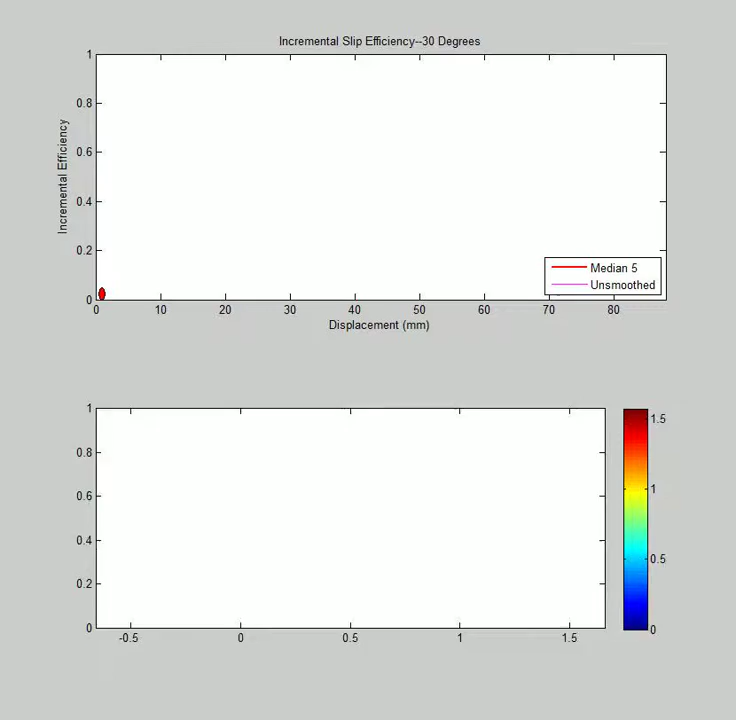 Incremental Slip Efficiency--30 Degrees
1
0.8
0.6
0.4
0.2
0
Incremental Efficiency
Median 5
Unsmoothed
0 10 20 30 40 50 60 70 80
Displacement (mm)
1
0.8
0.6
0.4
0.2
0
-0.5 0 0.5 1 1.5
1.5
1
0.5
0